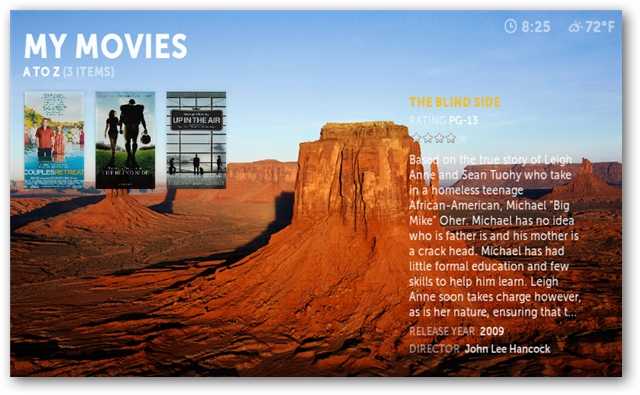 8:25 72°F
MY MOVIES
A TO Z (3 ITEMS)
COUPLES RETREAT
THE BLIND SIDE
UP IN THE AIR
THE BLIND SIDE
RATING PG-13
Based on the true story of Leigh
Anne and Sean Tuohy who take
in a homeless teenage
African-American, Michael "Big
Mike" Oher. Michael has no idea
who is father is and his mother is
a crack head. Michael has had
little formal education and few
skills to help him learn. Leigh
Anne soon takes charge however,
as is her nature, ensuring that t...
RELEASE YEAR 2009
DIRECTOR John Lee Hancock